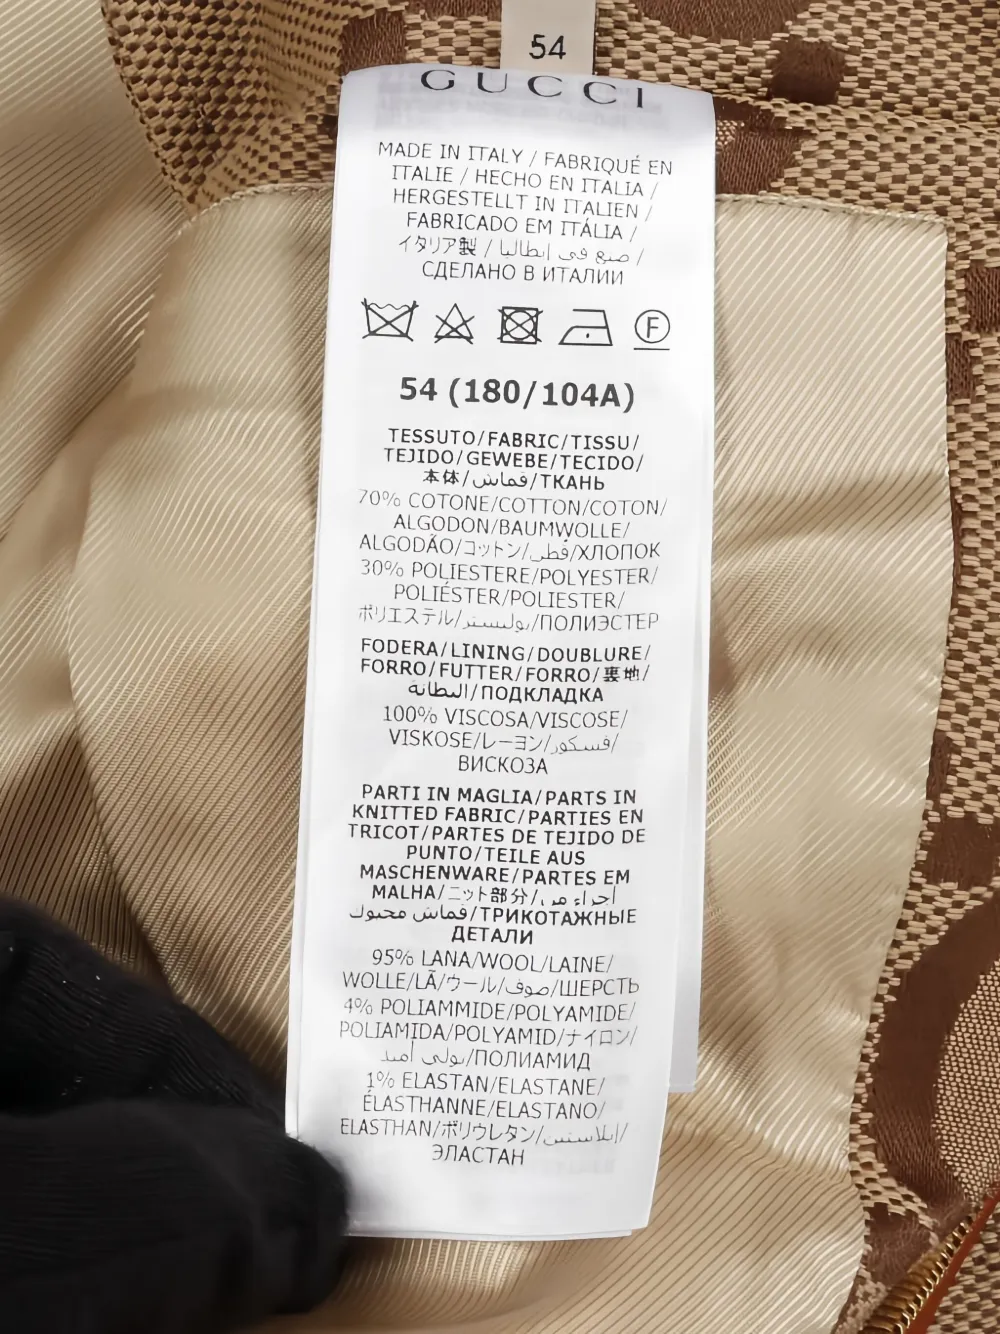 54
GUCCI
MADE IN ITALY / FABRIQUÉ EN
ITALIE / HECHO EN ITALIA /
HERGESTELLT IN ITALIEN /
FABRICADO EM ITÁLIA /
イタリア製 / صنع في ايطاليا /
СДЕЛАНО В ИТАЛИИ
F
54 (180/104A)
TESSUTO/FABRIC/TISSU/
TEJIDO/GEWEBE/TECIDO/
本体/قماش/ТКАНЬ
70% COTONE/COTTON/COTON/
ALGODON/BAUMWOLLE/
ALGODÃO/コットン/قطن/ХЛОПОК
30% POLIESTERE/POLYESTER/
POLIÉSTER/POLIESTER/
ポリエステル/بوليستر/ПОЛИЭСТЕР
FODERA/LINING/DOUBLURE/
FORRO/FUTTER/FORRO/裏地/
البطانة/ПОДКЛАДКА
100% VISCOSA/VISCOSE/
VISKOSE/レーヨン/فسكوز/
ВИСКОЗА
PARTI IN MAGLIA/PARTS IN
KNITTED FABRIC/PARTIES EN
TRICOT/PARTES DE TEJIDO DE
PUNTO/TEILE AUS
MASCHENWARE/PARTES EM
MALHA/ニット部分/أجزاء من
قماش محبوك/ТРИКОТАЖНЫЕ
ДЕТАЛИ
95% LANA/WOOL/LAINE/
WOLLE/LÃ/ウール/صوف/ШЕРСТЬ
4% POLIAMMIDE/POLYAMIDE/
POLIAMIDA/POLYAMID/ナイロン/
بولي أميد/ПОЛИАМИД
1% ELASTAN/ELASTANE/
ÉLASTHANNE/ELASTANO/
ELASTHAN/ポリウレタン/إيلاستين/
ЭЛАСТАН